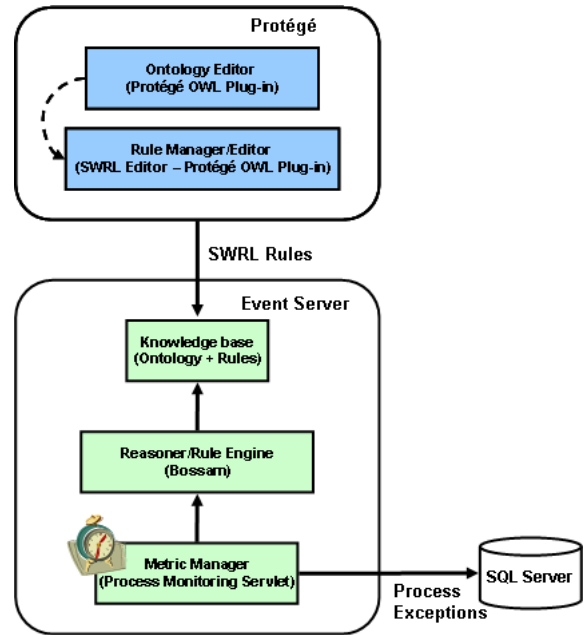 Protégé
Ontology Editor
(Protégé OWL Plug-in)
Rule Manager/Editor
(SWRL Editor – Protégé OWL Plug-in)
SWRL Rules
Event Server
Knowledge base
(Ontology + Rules)
Reasoner/Rule Engine
(Bossam)
Metric Manager
(Process Monitoring Servlet)
Process
Exceptions
SQL Server